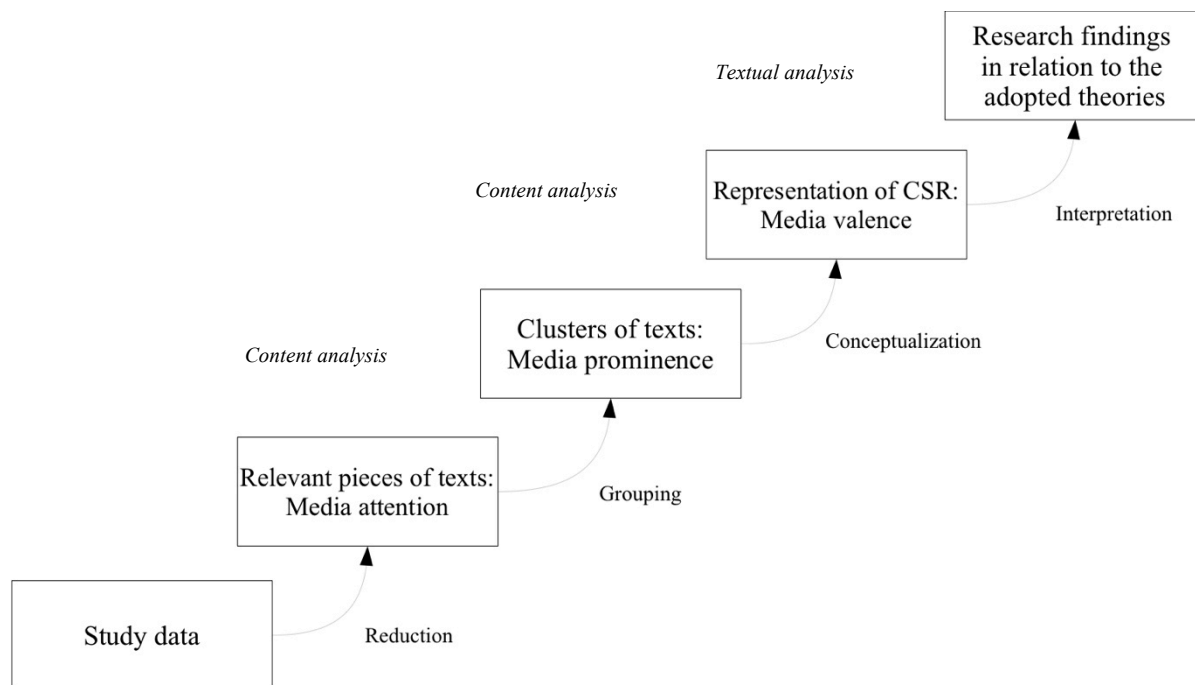 Research findings
in relation to the
adopted theories
Textual analysis
Representation of CSR:
Media valence
Content analysis
Interpretation
Clusters of texts:
Media prominence
Conceptualization
Content analysis
Relevant pieces of texts:
Media attention
Grouping
Study data
Reduction